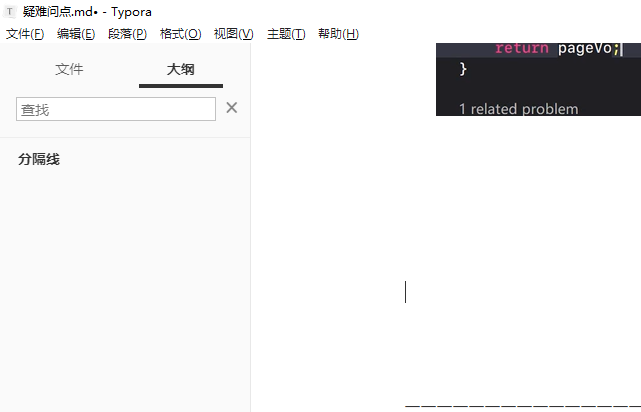 T 疑难问点.md• - Typora
文件(F) 编辑(E) 段落(P) 格式(O) 视图(V) 主题(T) 帮助(H)
文件 大纲
查找
分隔线
return pageVo;
}
1 related problem
———————————————